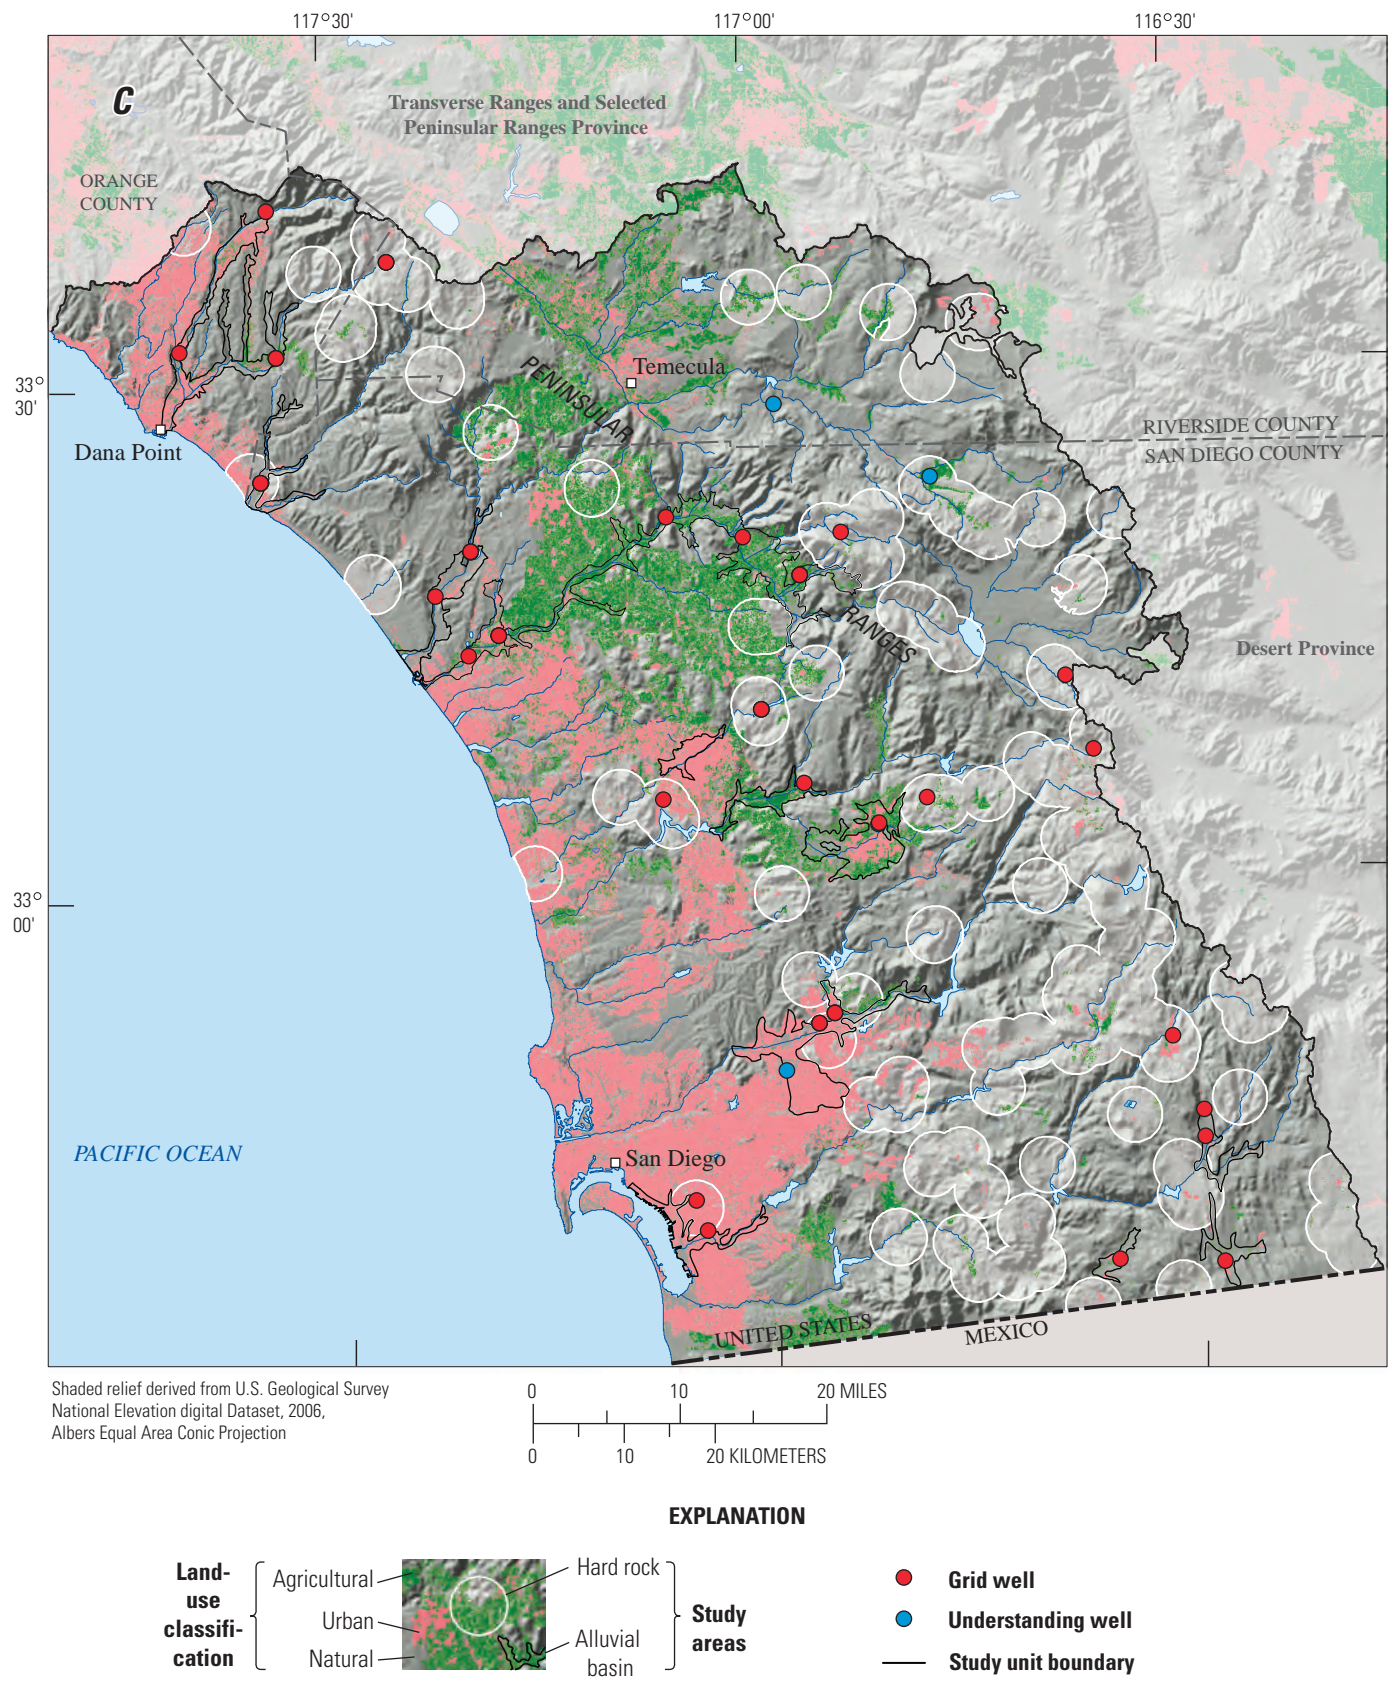 117°30'
117°00'
116°30'
C
Transverse Ranges and Selected
Peninsular Ranges Province
ORANGE
COUNTY
33°
30'
Temecula
PENINSULAR
Dana Point
RIVERSIDE COUNTY
SAN DIEGO COUNTY
RANGES
Desert Province
33°
00'
PACIFIC OCEAN
San Diego
UNITED STATES
MEXICO
Shaded relief derived from U.S. Geological Survey
National Elevation digital Dataset, 2006,
Albers Equal Area Conic Projection
0 10 20 MILES
0 10 20 KILOMETERS
EXPLANATION
Land-
use
classifi-
cation
Agricultural
Urban
Natural
Hard rock
Alluvial
basin
Study
areas
Grid well
Understanding well
Study unit boundary